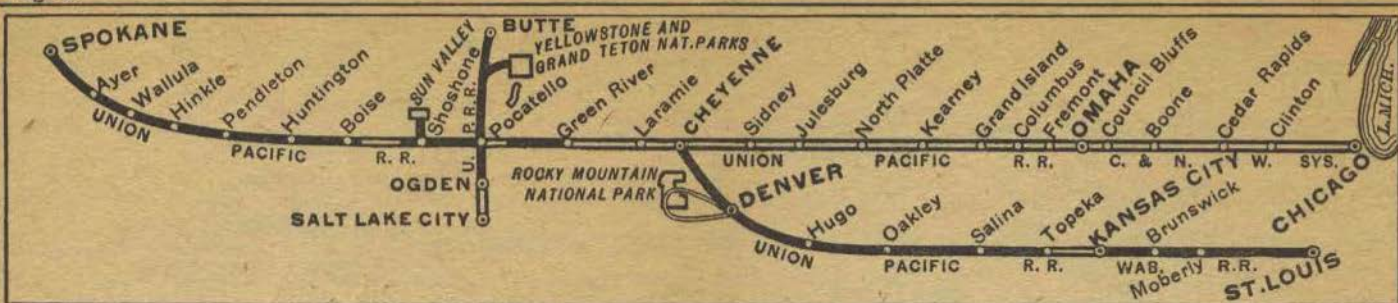 SPOKANE
Ayer
Wallula
Hinkle
Pendleton
Huntington
Boise
SUN VALLEY
Shoshone
BUTTE
YELLOWSTONE AND
GRAND TETON NAT. PARKS
Pocatello
Green River
Laramie
CHEYENNE
Sidney
Julesburg
North Platte
Kearney
Grand Island
Columbus
Fremont
OMAHA
Council Bluffs
Boone
Cedar Rapids
Clinton
CHICAGO
L. MICH.
UNION PACIFIC R. R.
U. P. R. R.
UNION PACIFIC R. R.
C. & N. W. SYS.
OGDEN
SALT LAKE CITY
ROCKY MOUNTAIN
NATIONAL PARK
DENVER
Hugo
Oakley
Salina
Topeka
KANSAS CITY
Brunswick
Moberly
ST. LOUIS
UNION PACIFIC R. R.
WAB. R.R.